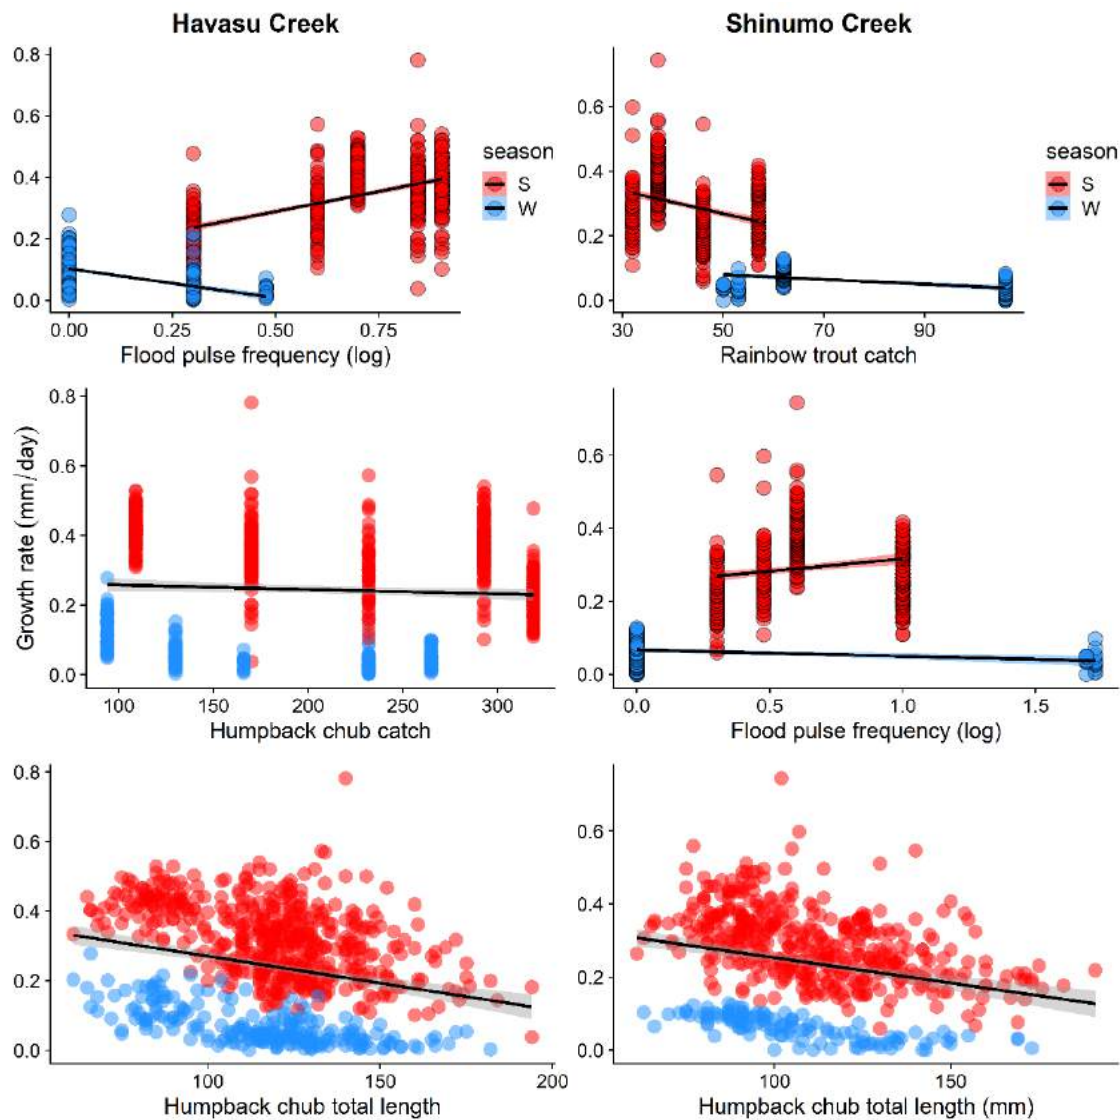 Havasu Creek
Shinumo Creek
0.8
0.6
0.4
0.2
0.0
0.00 0.25 0.50 0.75
Flood pulse frequency (log)
season
S
W
0.6
0.4
0.2
0.0
30 50 70 90
Rainbow trout catch
season
S
W
Growth rate (mm/day)
0.8
0.6
0.4
0.2
0.0
100 150 200 250 300
Humpback chub catch
0.6
0.4
0.2
0.0
0.0 0.5 1.0 1.5
Flood pulse frequency (log)
0.8
0.6
0.4
0.2
0.0
100 150 200
Humpback chub total length
0.6
0.4
0.2
0.0
100 150
Humpback chub total length (mm)